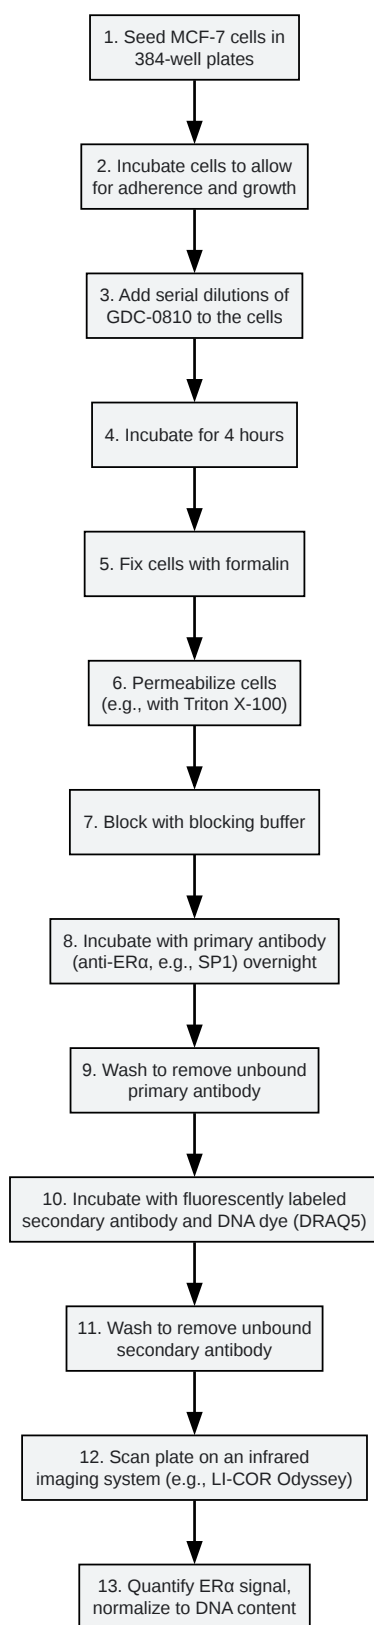 1. Seed MCF-7 cells in
384-well plates
2. Incubate cells to allow
for adherence and growth
3. Add serial dilutions of
GDC-0810 to the cells
4. Incubate for 4 hours
5. Fix cells with formalin
6. Permeabilize cells
(e.g., with Triton X-100)
7. Block with blocking buffer
8. Incubate with primary antibody
(anti-ERα, e.g., SP1) overnight
9. Wash to remove unbound
primary antibody
10. Incubate with fluorescently labeled
secondary antibody and DNA dye (DRAQ5)
11. Wash to remove unbound
secondary antibody
12. Scan plate on an infrared
imaging system (e.g., LI-COR Odyssey)
13. Quantify ERα signal,
normalize to DNA content